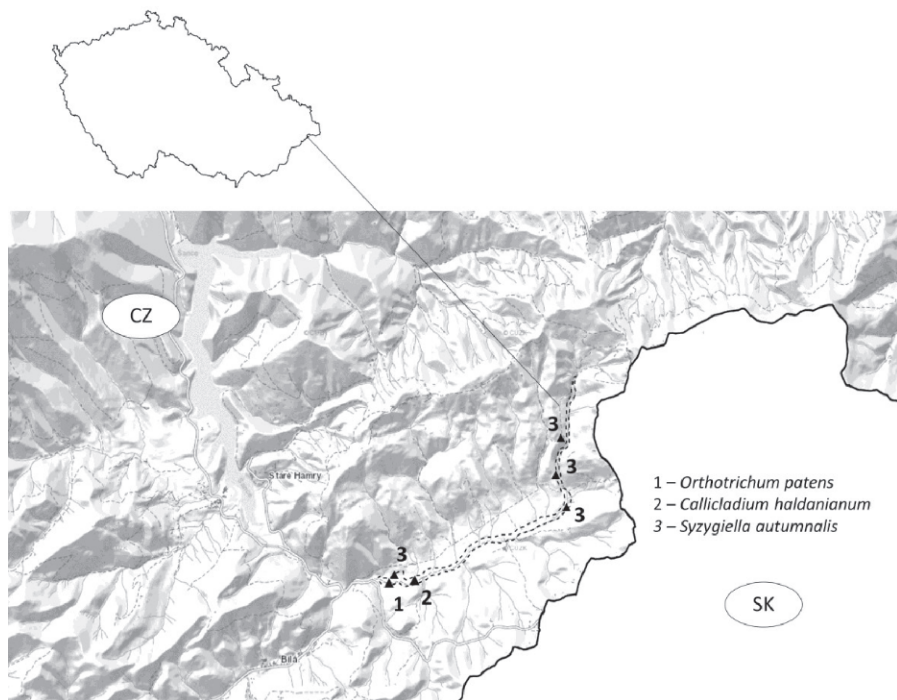 CZ
3
3
Staré Hamry
3
1 – Orthotrichum patens
2 – Callicladium haldanianum
3 – Syzygiella autumnalis
3
1
2
SK
Bílá